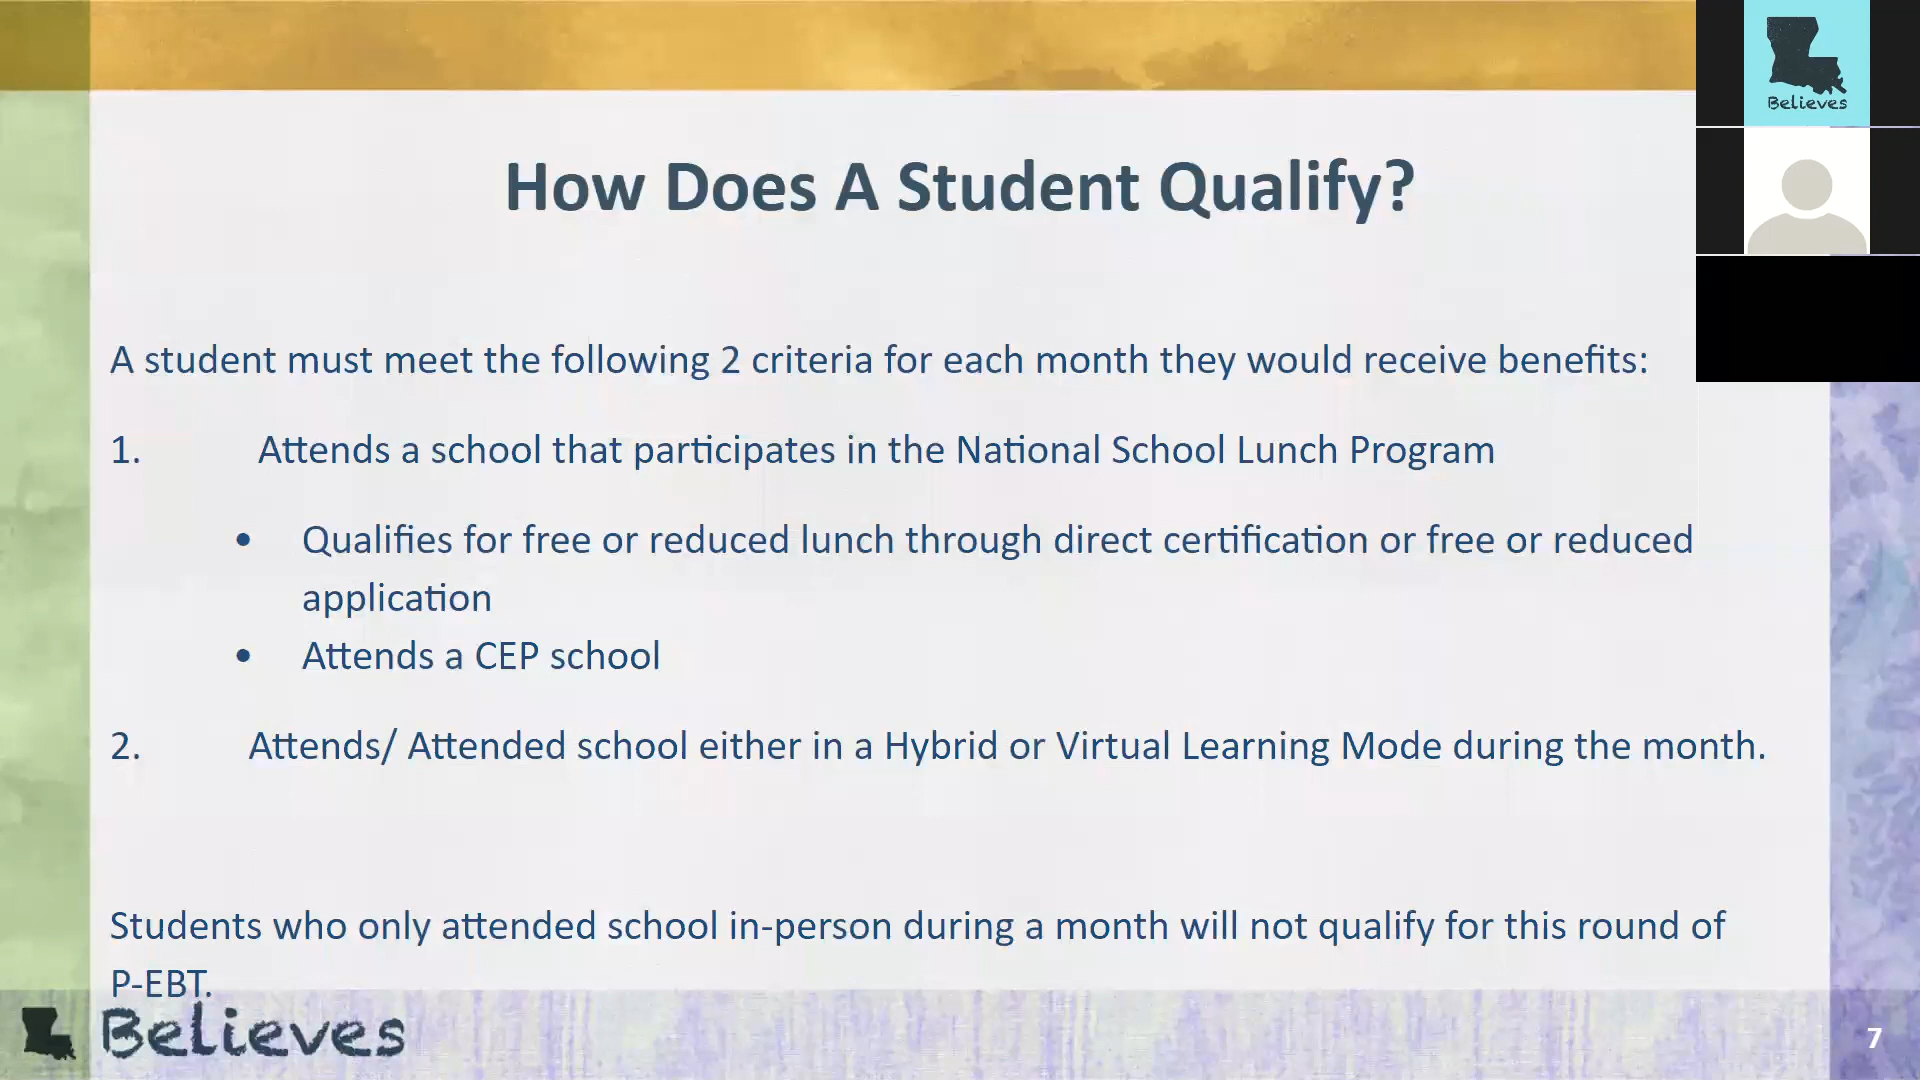 Believes
How Does A Student Qualify?
A student must meet the following 2 criteria for each month they would receive benefits:
1. Attends a school that participates in the National School Lunch Program
• Qualifies for free or reduced lunch through direct certification or free or reduced
application
• Attends a CEP school
2. Attends/ Attended school either in a Hybrid or Virtual Learning Mode during the month.
Students who only attended school in-person during a month will not qualify for this round of
P-EBT.
Believes
7